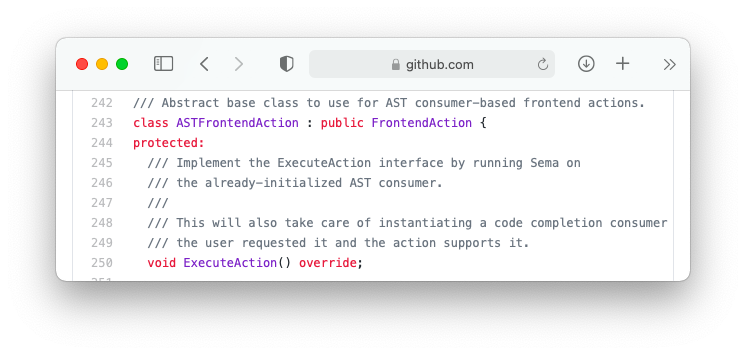 github.com
242 /// Abstract base class to use for AST consumer-based frontend actions.
243 class ASTFrontendAction : public FrontendAction {
244 protected:
245 /// Implement the ExecuteAction interface by running Sema on
246 /// the already-initialized AST consumer.
247 ///
248 /// This will also take care of instantiating a code completion consumer
249 /// the user requested it and the action supports it.
250 void ExecuteAction() override;